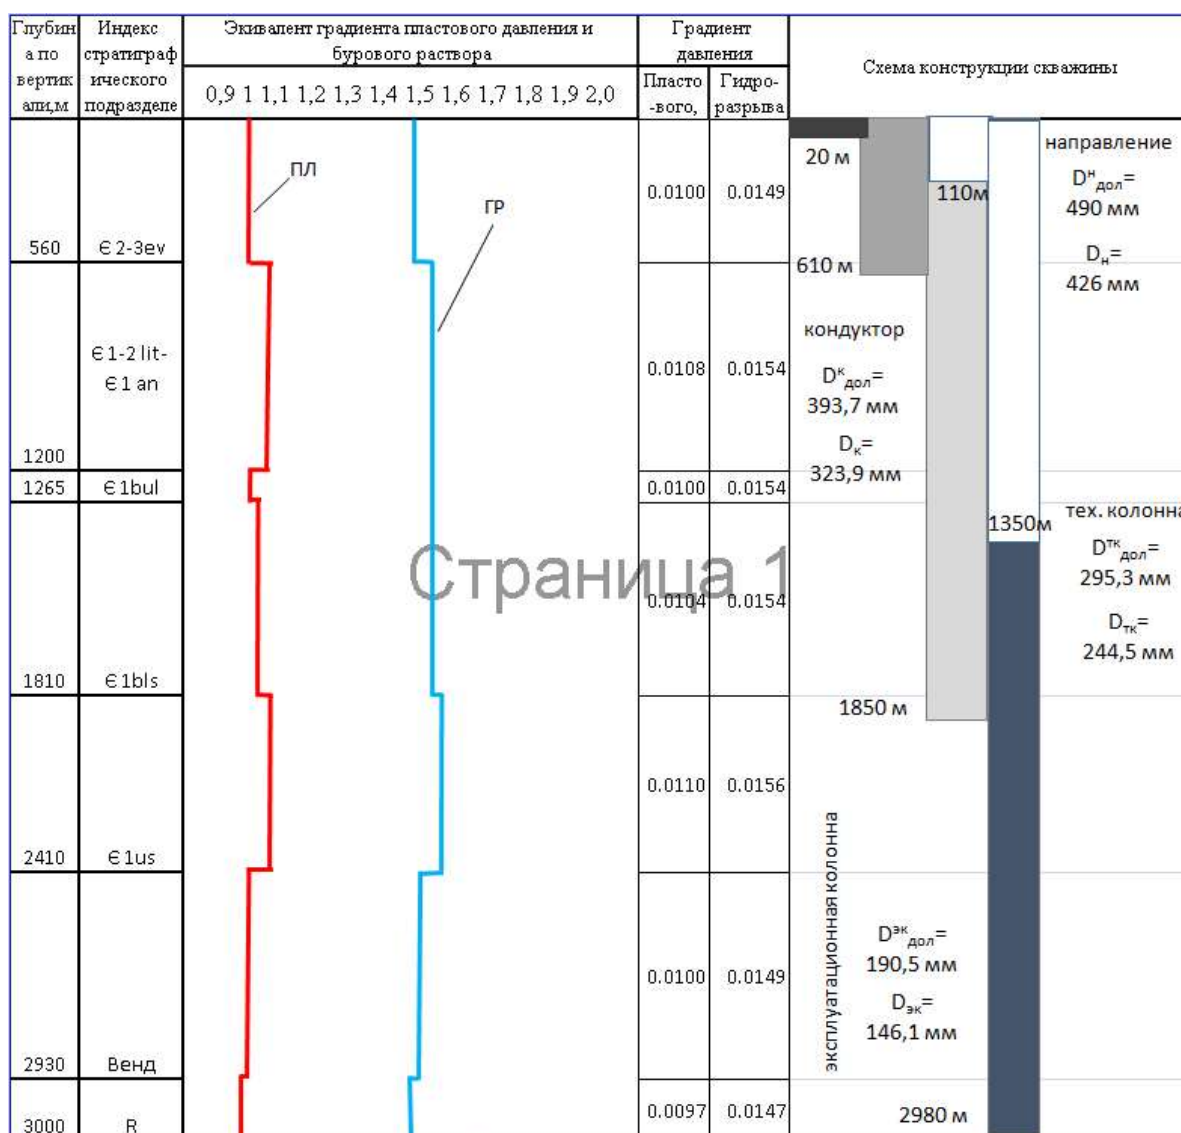 Глубин
а по
вертик
али,м
Индекс
стратиграф
ического
подразделе
Экивалент градиента пластового давления и
бурового раствора
0,9 1 1,1 1,2 1,3 1,4 1,5 1,6 1,7 1,8 1,9 2,0
Градиент
давления
Пласто
-вого,
Гидро-
разрыва
Схема конструкции скважины
ПЛ
ГР
560
Є 2-3ev
0.0100
0.0149
1200
Є 1-2 lit-
Є 1 an
0.0108
0.0154
1265
Є 1bul
0.0100
0.0154
1810
Є 1bls
0.0104
0.0154
2410
Є 1us
0.0110
0.0156
2930
Венд
0.0100
0.0149
3000
R
0.0097
0.0147
Страница 1
20 м
110м
610 м
направление
Dндол=
490 мм
Dн=
426 мм
кондуктор
Dкдол=
393,7 мм
Dк=
323,9 мм
1350м
тех. колонна
Dткдол=
295,3 мм
Dтк=
244,5 мм
1850 м
эксплуатационная колонна
Dэкдол=
190,5 мм
Dэк=
146,1 мм
2980 м